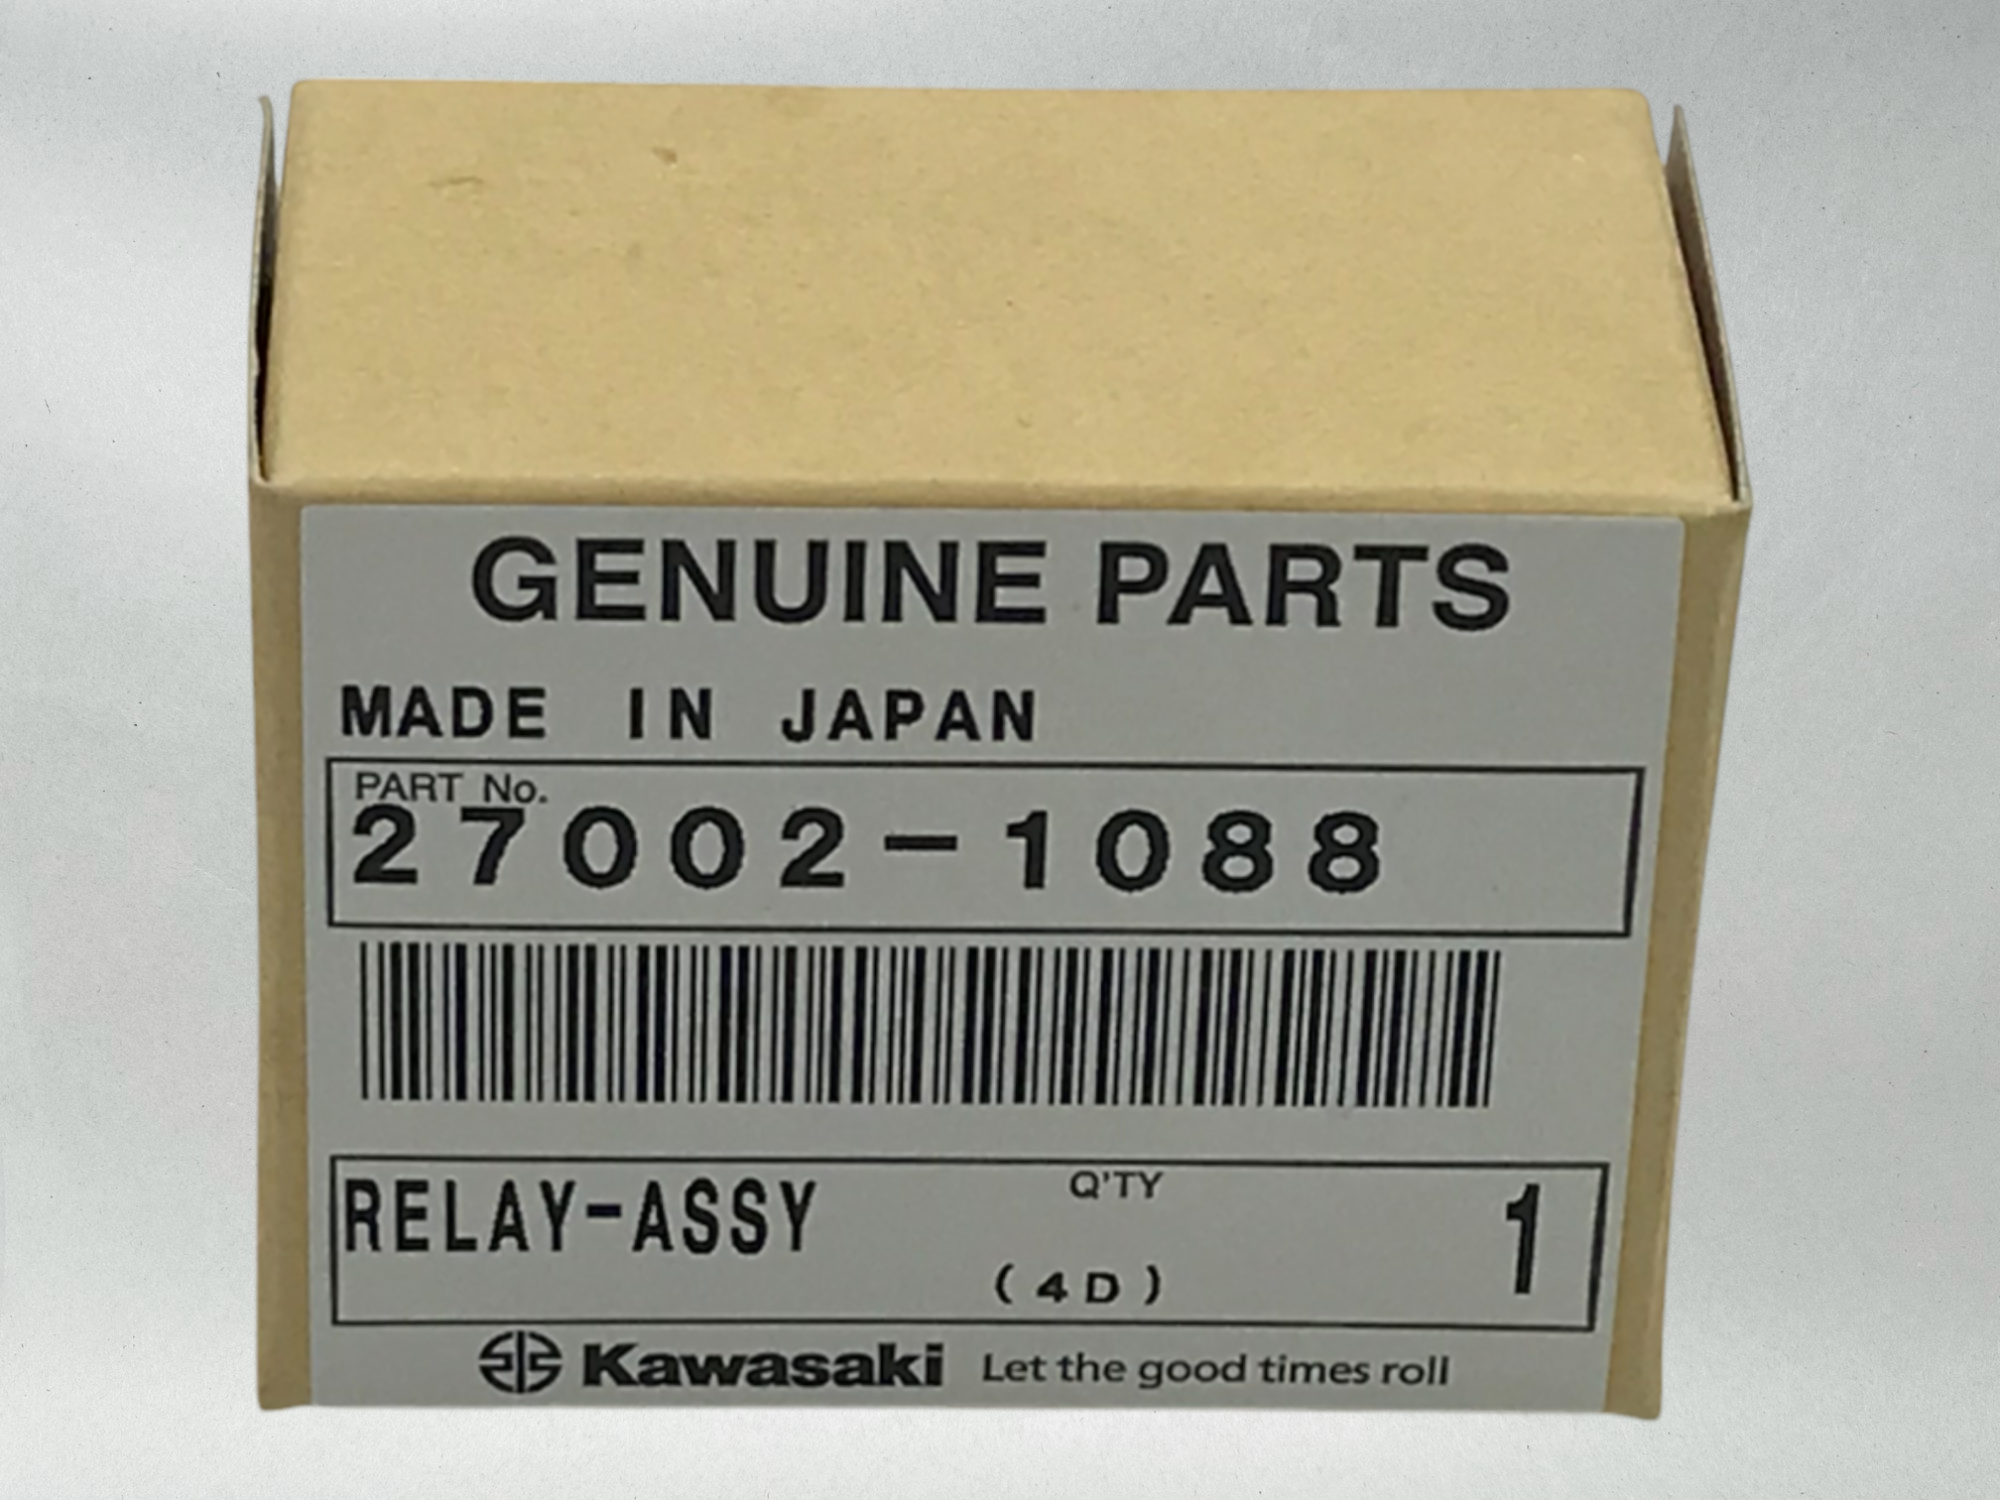 GENUINE PARTS
MADE IN JAPAN
PART No.
27002-1088
RELAY-ASSY Q'TY 1
(4D)
Kawasaki Let the good times roll